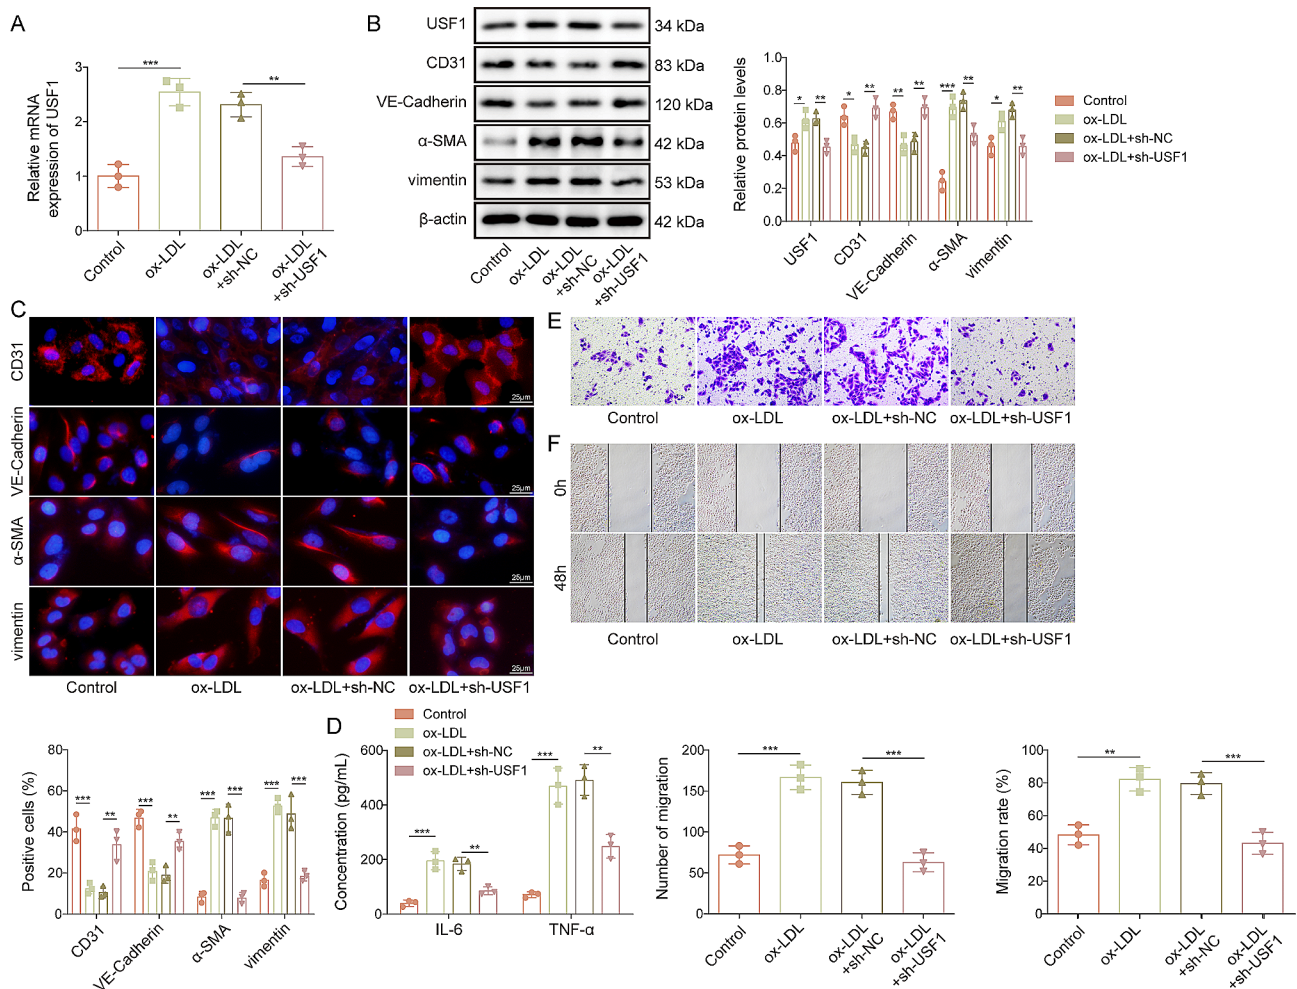 A
Relative mRNA
expression of USF1
3
2
1
0
***
**
Control
ox-LDL
ox-LDL
+sh-NC
ox-LDL
+sh-USF1
B
USF1
34 kDa
CD31
83 kDa
VE-Cadherin
120 kDa
α-SMA
42 kDa
vimentin
53 kDa
β-actin
42 kDa
Control
ox-LDL
ox-LDL
+sh-NC
ox-LDL
+sh-USF1
Relative protein levels
1.0
0.8
0.6
0.4
0.2
0.0
* **
* **
** **
*** **
* **
USF1
CD31
VE-Cadherin
α-SMA
vimentin
Control
ox-LDL
ox-LDL+sh-NC
ox-LDL+sh-USF1
C
CD31
25μm
VE-Cadherin
25μm
α-SMA
25μm
vimentin
25μm
Control
ox-LDL
ox-LDL+sh-NC
ox-LDL+sh-USF1
Positive cells (%)
80
60
40
20
0
*** **
*** **
*** ***
*** ***
CD31
VE-Cadherin
α-SMA
vimentin
D
Control
ox-LDL
ox-LDL+sh-NC
ox-LDL+sh-USF1
Concentration (pg/mL)
600
400
200
0
*** **
*** **
IL-6
TNF-α
E
Control
ox-LDL
ox-LDL+sh-NC
ox-LDL+sh-USF1
F
0h
48h
Control
ox-LDL
ox-LDL+sh-NC
ox-LDL+sh-USF1
Number of migration
200
150
100
50
0
***
***
Control
ox-LDL
ox-LDL
+sh-NC
ox-LDL
+sh-USF1
Migration rate (%)
100
80
60
40
20
0
**
***
Control
ox-LDL
ox-LDL
+sh-NC
ox-LDL
+sh-USF1